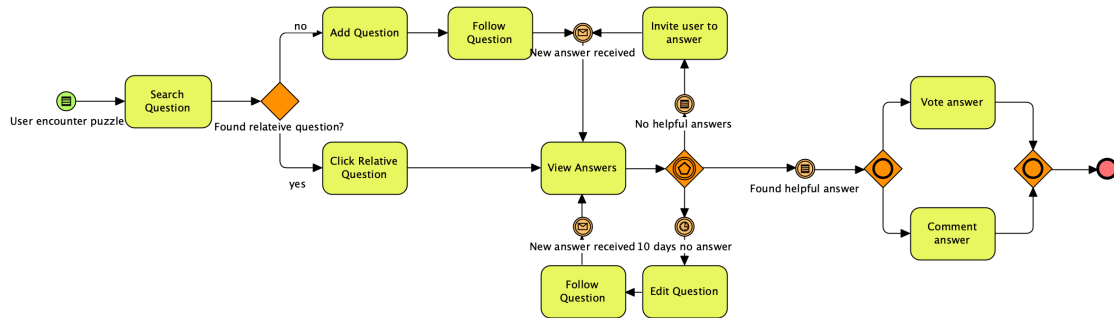 no
Add Question
Follow
Question
New answer received
Invite user to
answer
Search
Question
User encounter puzzle
Found relateive question?
No helpful answers
Vote answer
yes
Click Relative
Question
View Answers
Found helpful answer
New answer received
10 days no answer
Comment
answer
Follow
Question
Edit Question